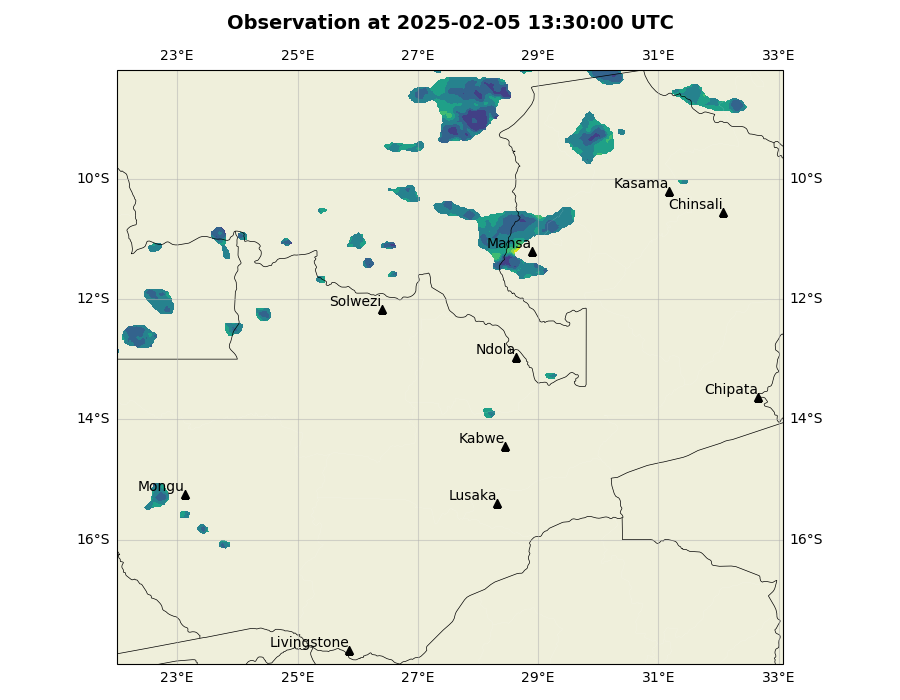 Observation at 2025-02-05 13:30:00 UTC
23°E 25°E 27°E 29°E 31°E 33°E
10°S 10°S
Kasama
Chinsali
Mansa
12°S 12°S
Solwezi
Ndola
Chipata
14°S 14°S
Kabwe
Mongu
Lusaka
16°S 16°S
Livingstone
23°E 25°E 27°E 29°E 31°E 33°E